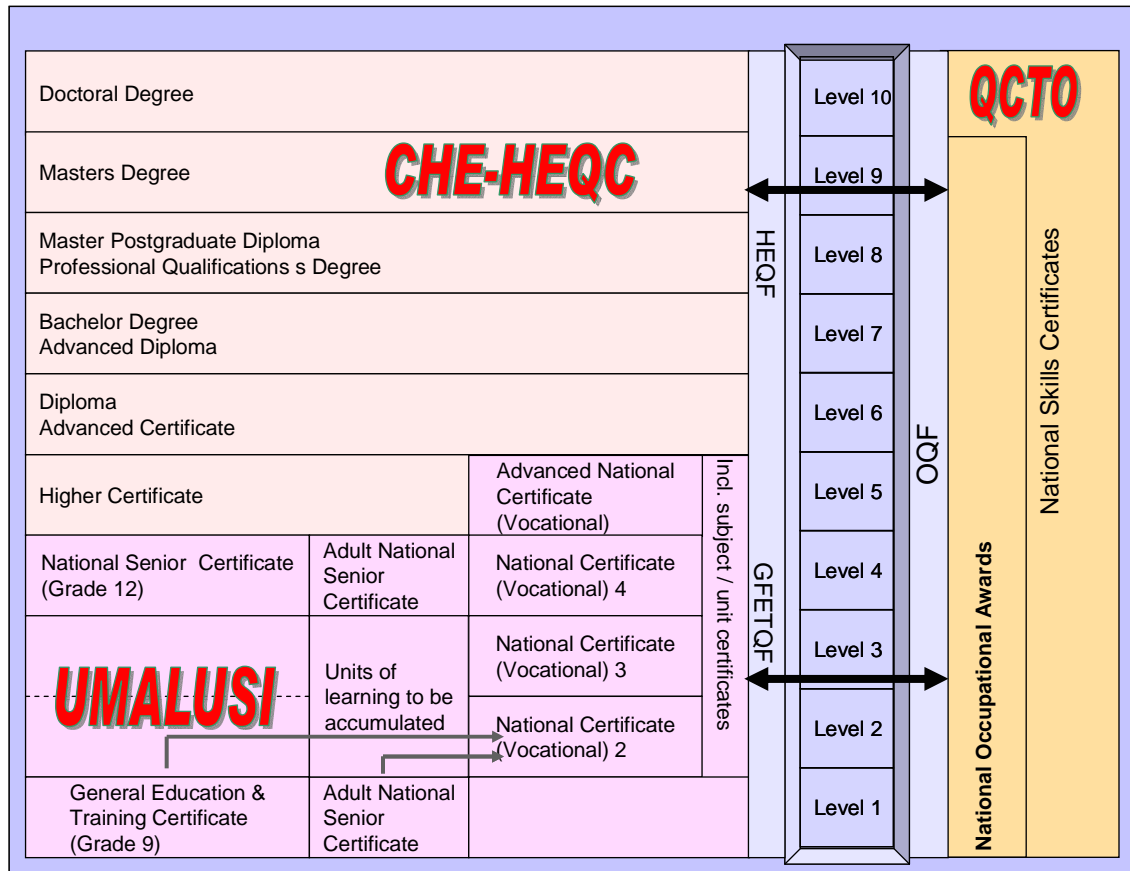 Doctoral Degree
Level 10
QCTO
Masters Degree
CHE-HEQC
Level 9
Master Postgraduate Diploma
Professional Qualifications s Degree
HEQF
Level 8
National Skills Certificates
Bachelor Degree
Advanced Diploma
Level 7
Diploma
Advanced Certificate
Level 6
OQF
Higher Certificate
Advanced National
Certificate
(Vocational)
Incl. subject / unit certificates
Level 5
National Senior Certificate
(Grade 12)
Adult National
Senior
Certificate
National Certificate
(Vocational) 4
GFETQF
Level 4
National Occupational Awards
UMALUSI
Units of
learning to be
accumulated
National Certificate
(Vocational) 3
Level 3
National Certificate
(Vocational) 2
Level 2
General Education &
Training Certificate
(Grade 9)
Adult National
Senior
Certificate
Level 1